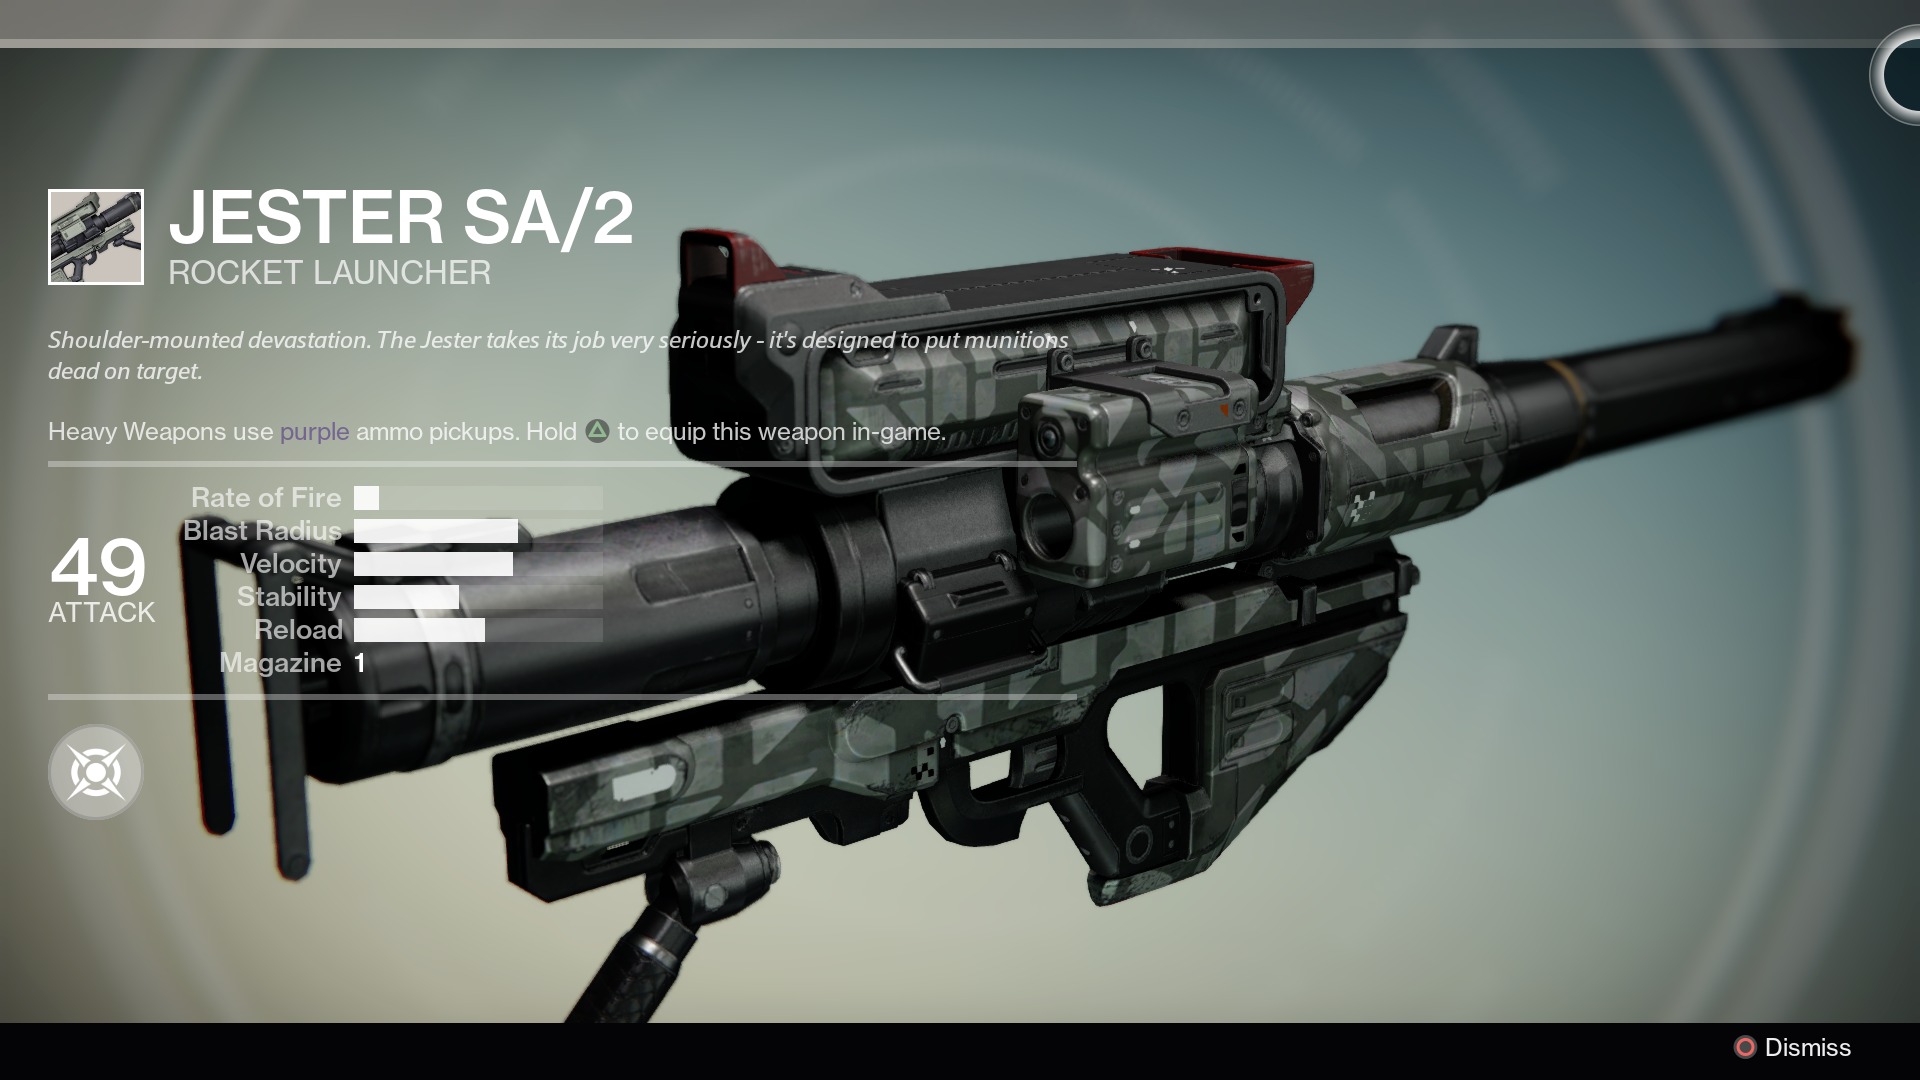 JESTER SA/2
ROCKET LAUNCHER
Shoulder-mounted devastation. The Jester takes its job very seriously - it's designed to put munitions
dead on target.
Heavy Weapons use purple ammo pickups. Hold to equip this weapon in-game.
49
ATTACK
Rate of Fire
Blast Radius
Velocity
Stability
Reload
Magazine 1
Dismiss